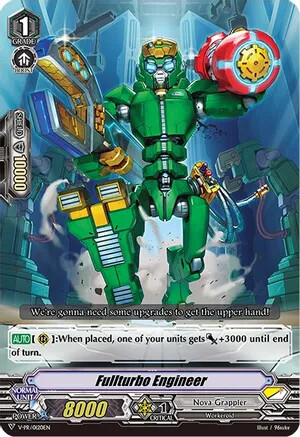 1
GRADE
BOOST
SHIELD
10000
We're gonna need some upgrades to get the upper hand!
AUTO [ ]:When placed, one of your units gets +3000 until end
of turn.
NORMAL
UNIT
Fullturbo Engineer
POWER
8000
1
CRITICAL
Nova Grappler
Workeroid
V-PR/0120EN
Illust / 96suke